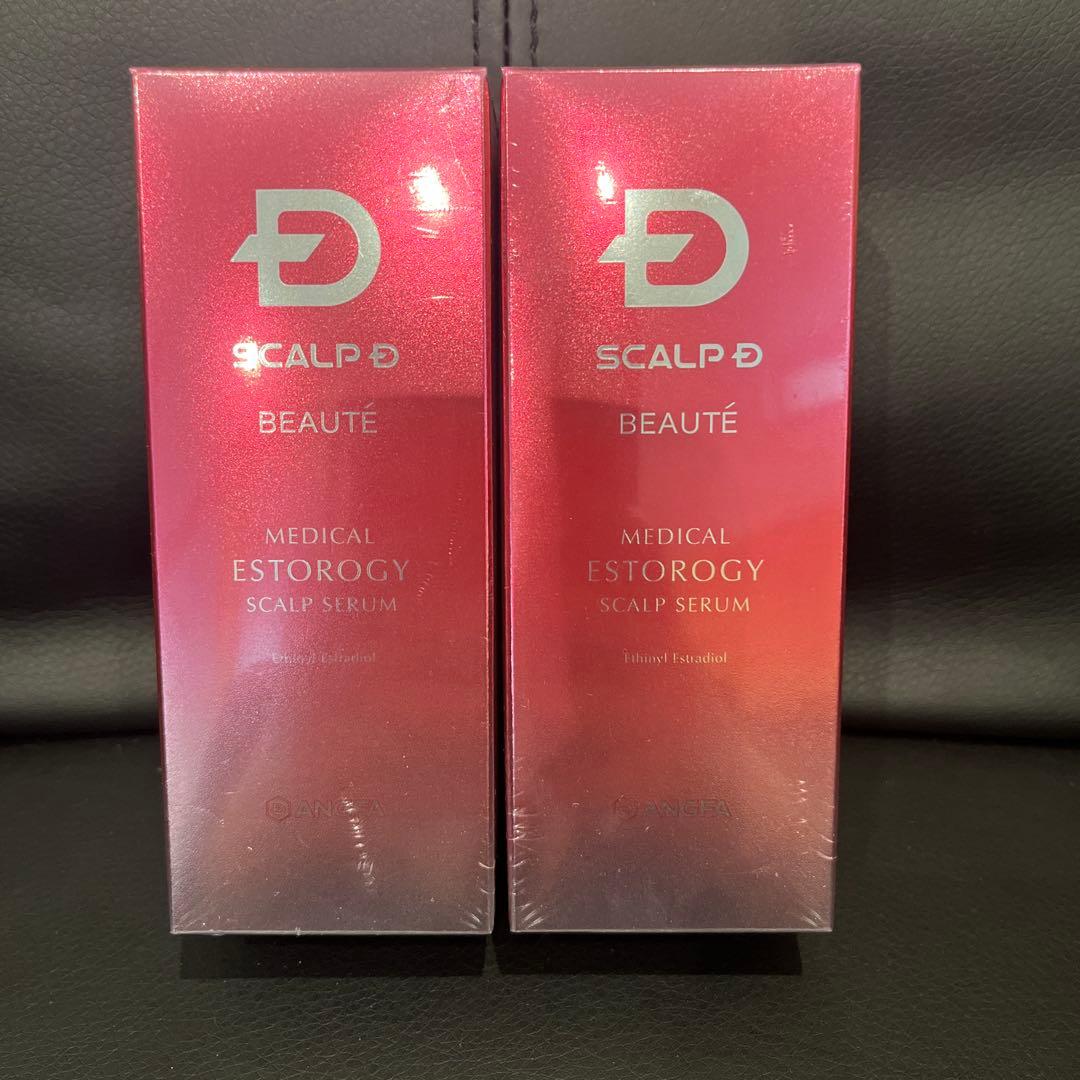 SCALP D
BEAUTÉ
MEDICAL
ESTOROGY
SCALP SERUM
Ethinyl Estradiol
ANGFA
SCALP D
BEAUTÉ
MEDICAL
ESTOROGY
SCALP SERUM
Ethinyl Estradiol
ANGFA